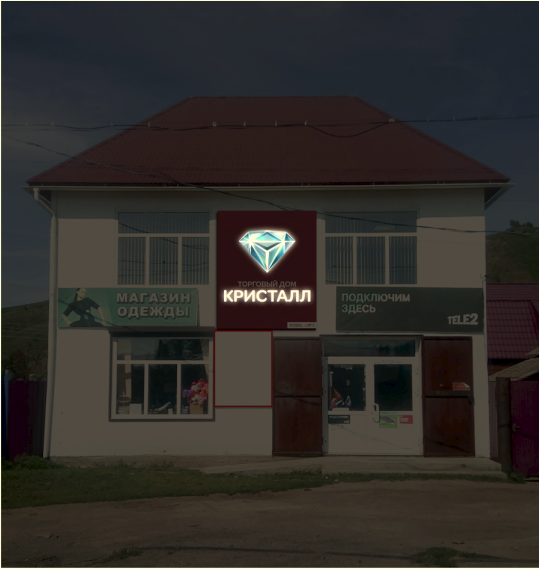 ТОРГОВЫЙ ДОМ
КРИСТАЛЛ
МАГАЗИН
ОДЕЖДЫ
ПОДКЛЮЧИМ
ЗДЕСЬ
TELE2